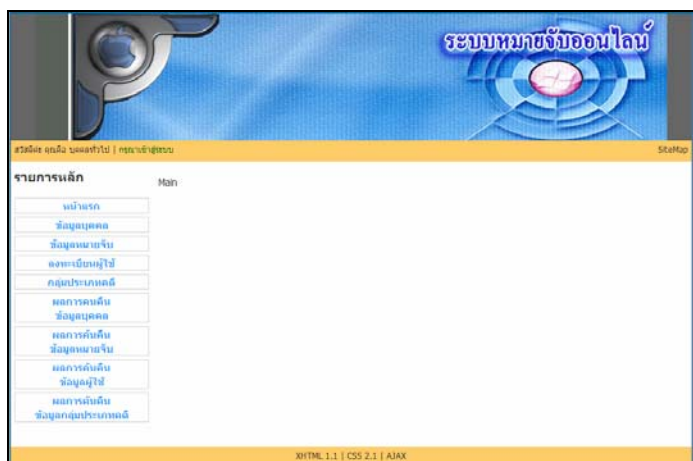 ระบบหมายจับออนไลน์
สวัสดีค่ะ คุณคือ บุคคลทั่วไป | กรุณาเข้าสู่ระบบ
SiteMap
รายการหลัก
Main
หน้าแรก
ข้อมูลบุคคล
ข้อมูลหมายจับ
ลงทะเบียนผู้ใช้
กลุ่มประเภทคดี
ผลการค้นคืน
ข้อมูลบุคคล
ผลการค้นคืน
ข้อมูลหมายจับ
ผลการค้นคืน
ข้อมูลผู้ใช้
ผลการค้นคืน
ข้อมูลกลุ่มประเภทคดี
XHTML 1.1 | CSS 2.1 | AJAX